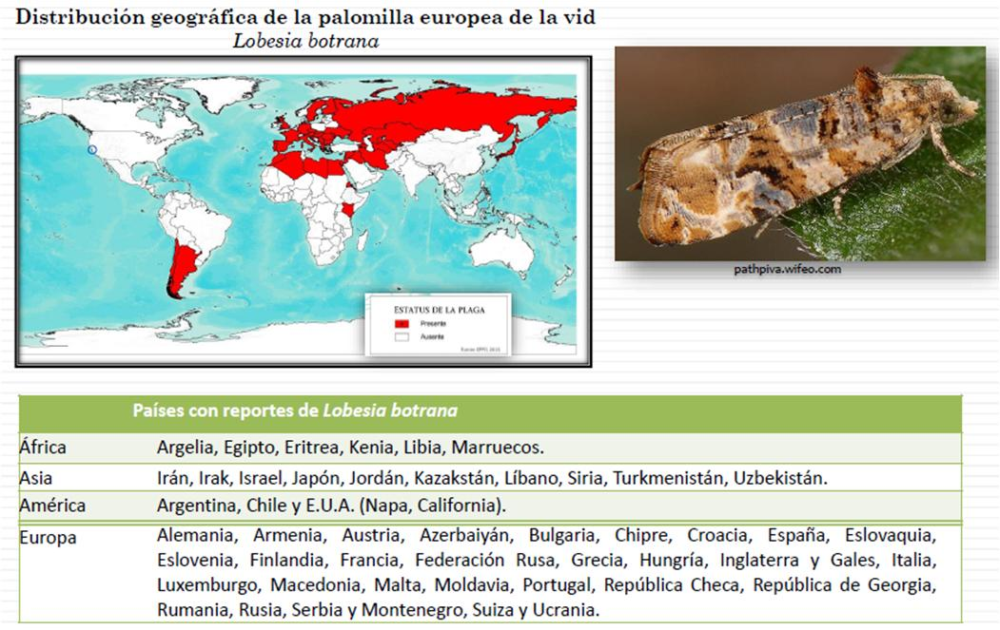 Distribución geográfica de la palomilla europea de la vid
Lobesia botrana
ESTATUS DE LA PLAGA
Presente
Ausente
pathpiva.wifeo.com
Países con reportes de Lobesia botrana
África Argelia, Egipto, Eritrea, Kenia, Libia, Marruecos.
Asia Irán, Irak, Israel, Japón, Jordán, Kazakstán, Líbano, Siria, Turkmenistán, Uzbekistán.
América Argentina, Chile y E.U.A. (Napa, California).
Europa Alemania, Armenia, Austria, Azerbaiyán, Bulgaria, Chipre, Croacia, España, Eslovaquia,
Eslovenia, Finlandia, Francia, Federación Rusa, Grecia, Hungría, Inglaterra y Gales, Italia,
Luxemburgo, Macedonia, Malta, Moldavia, Portugal, República Checa, República de Georgia,
Rumania, Rusia, Serbia y Montenegro, Suiza y Ucrania.